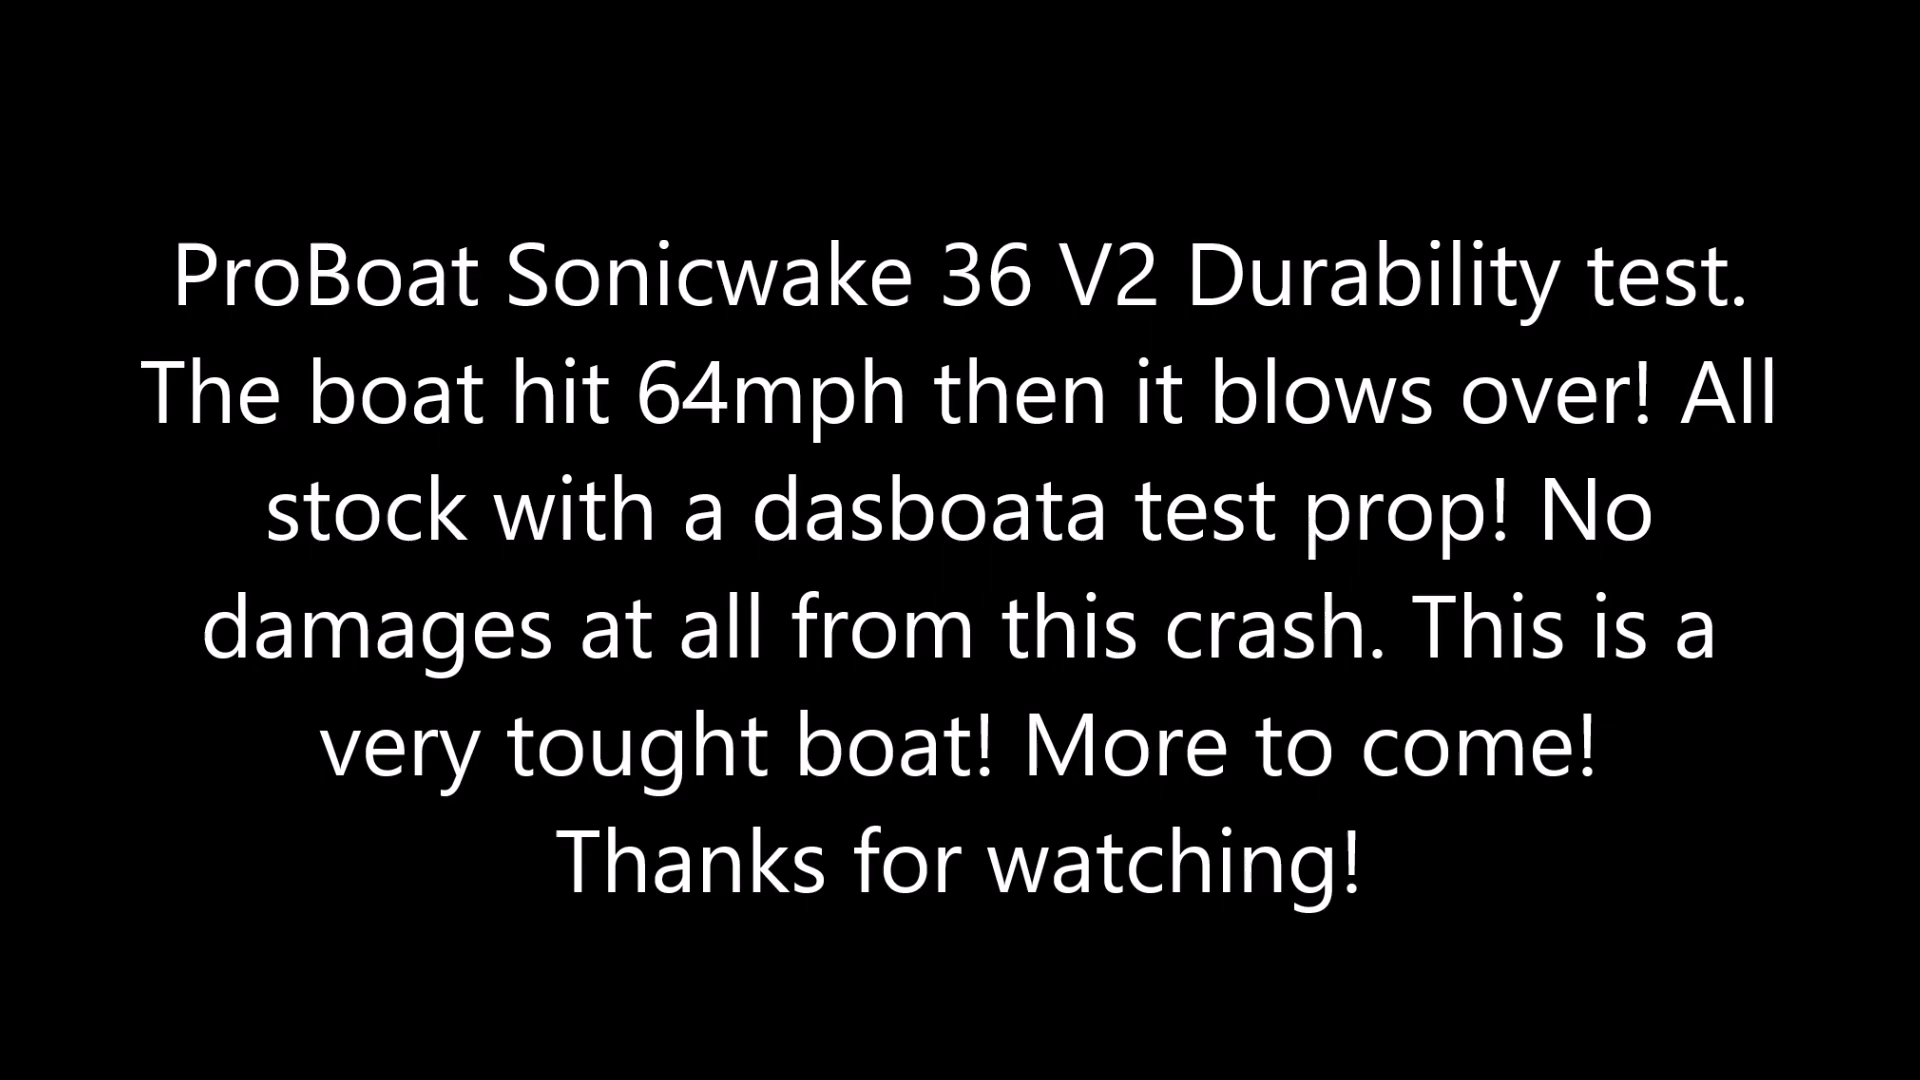 ProBoat Sonicwake 36 V2 Durability test.
The boat hit 64mph then it blows over! All
stock with a dasboata test prop! No
damages at all from this crash. This is a
very tought boat! More to come!
Thanks for watching!